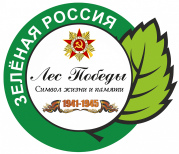 ЗЕЛЁНАЯ РОССИЯ
Лес Победы
Символ жизни и памяти
1941-1945